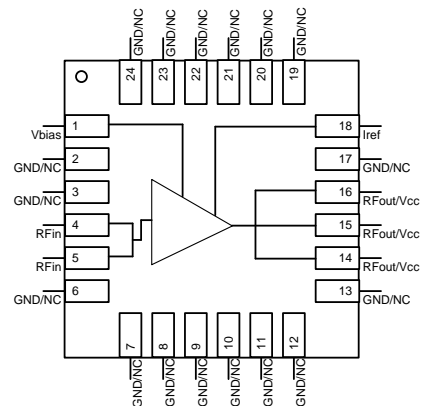 GND/NC GND/NC GND/NC GND/NC GND/NC GND/NC
24 23 22 21 20 19
1 18
Vbias Iref
2 17
GND/NC GND/NC
3 16
GND/NC RFout/Vcc
4 15
RFin RFout/Vcc
5 14
RFin RFout/Vcc
6 13
GND/NC GND/NC
7 8 9 10 11 12
GND/NC GND/NC GND/NC GND/NC GND/NC GND/NC